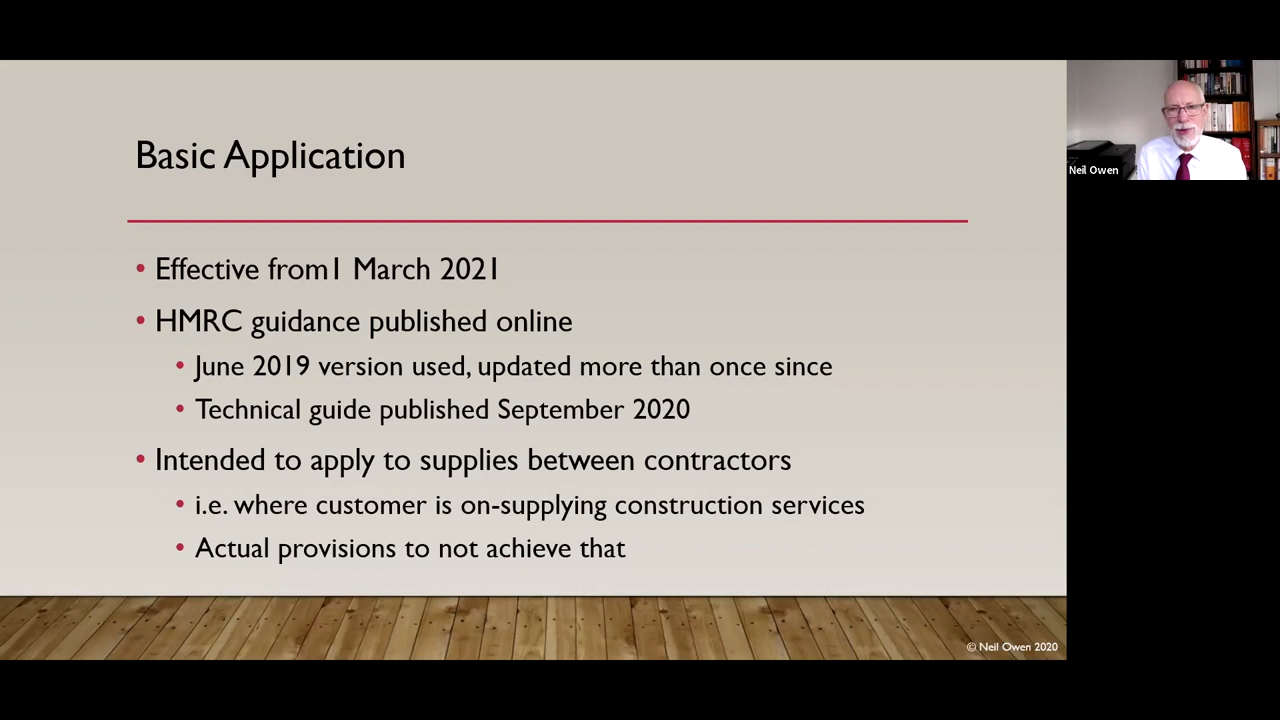 Basic Application
• Effective from1 March 2021
• HMRC guidance published online
• June 2019 version used, updated more than once since
• Technical guide published September 2020
• Intended to apply to supplies between contractors
• i.e. where customer is on-supplying construction services
• Actual provisions to not achieve that
© Neil Owen 2020
Neil Owen